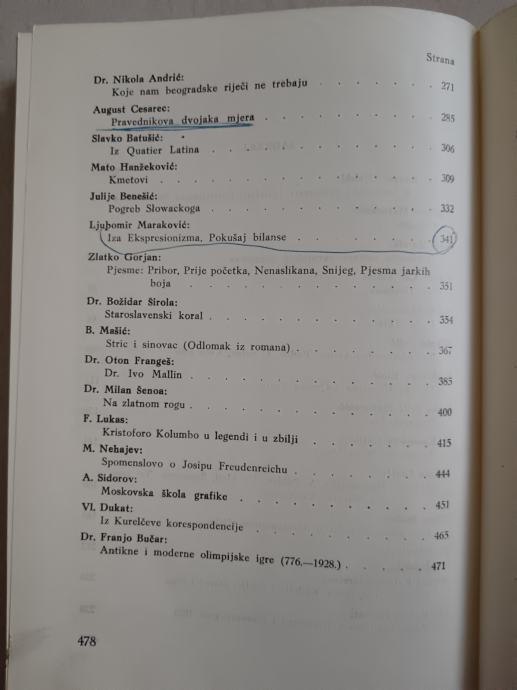 Strana
Dr. Nikola Andrić:
Koje nam beogradske riječi ne trebaju . . . . . . 271
August Cesarec:
Pravednikova dvojaka mjera . . . . . . . . 285
Slavko Batušić:
Iz Quatier Latina . . . . . . . . . 306
Mato Hanžeković:
Kmetovi . . . . . . . . . . . 309
Julije Benešić:
Pogreb Slowackoga . . . . . . . . . 332
Ljubomir Maraković:
Iza Ekspresionizma, Pokušaj bilanse . . . . . . 341
Zlatko Gorjan:
Pjesme: Pribor, Prije početka, Nenaslikana, Snijeg, Pjesma jarkih
boja . . . . . . . . . . . 351
Dr. Božidar Širola:
Staroslavenski koral . . . . . . . . . 354
B. Mašić:
Stric i sinovac (Odlomak iz romana) . . . . . . 367
Dr. Oton Frangeš:
Dr. Ivo Mallin . . . . . . . . . . 385
Dr. Milan Šenoa:
Na zlatnom rogu . . . . . . . . . . 400
F. Lukas:
Kristoforo Kolumbo u legendi i u zbilji . . . . . . 415
M. Nehajev:
Spomenslovo o Josipu Freudenreichu . . . . . . . 444
A. Sidorov:
Moskovska škola grafike . . . . . . . . 451
Vl. Dukat:
Iz Kurelčeve korespondencije . . . . . . . . 465
Dr. Franjo Bučar:
Antikne i moderne olimpijske igre (776.—1928.) . . . . . 471
478